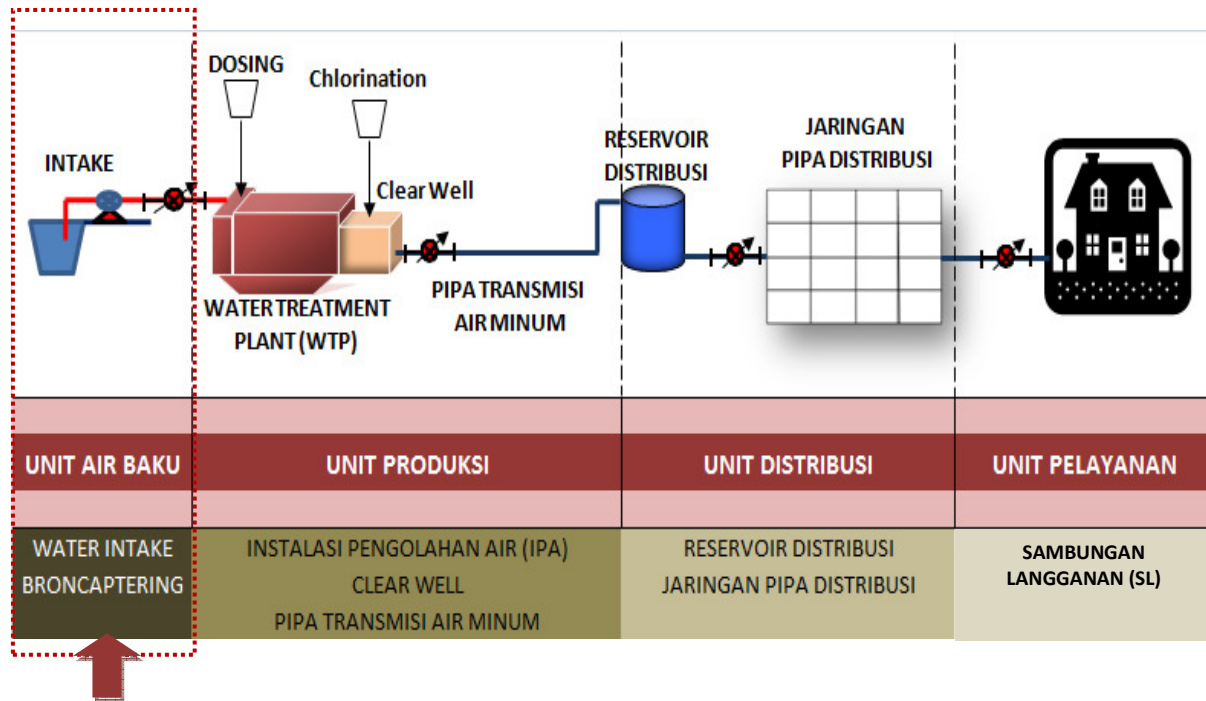 DOSING
Chlorination
INTAKE
Clear Well
WATER TREATMENT
PLANT (WTP)
PIPA TRANSMISI
AIR MINUM
RESERVOIR
DISTRIBUSI
JARINGAN
PIPA DISTRIBUSI
UNIT AIR BAKU
UNIT PRODUKSI
UNIT DISTRIBUSI
UNIT PELAYANAN
WATER INTAKE
BRONCAPTERING
INSTALASI PENGOLAHAN AIR (IPA)
CLEAR WELL
PIPA TRANSMISI AIR MINUM
RESERVOIR DISTRIBUSI
JARINGAN PIPA DISTRIBUSI
SAMBUNGAN
LANGGANAN (SL)